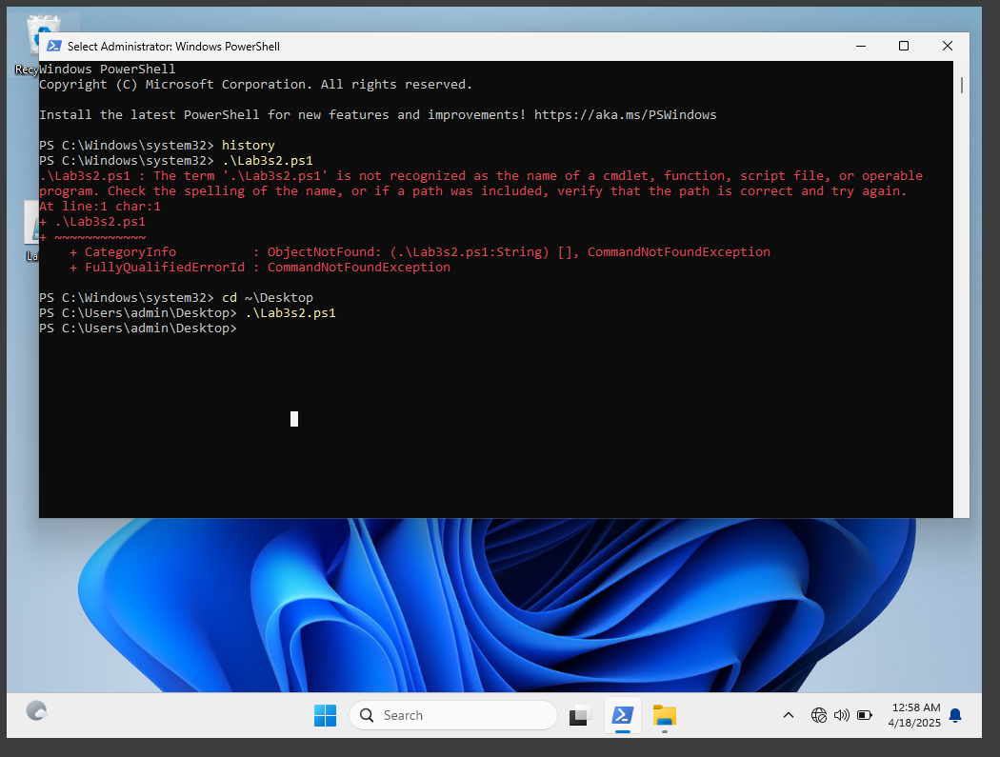 Select Administrator: Windows PowerShell
Recy
Windows PowerShell
Copyright (C) Microsoft Corporation. All rights reserved.
Install the latest PowerShell for new features and improvements! https://aka.ms/PSWindows
PS C:\Windows\system32> history
PS C:\Windows\system32> .\Lab3s2.ps1
.\Lab3s2.ps1 : The term '.\Lab3s2.ps1' is not recognized as the name of a cmdlet, function, script file, or operable
program. Check the spelling of the name, or if a path was included, verify that the path is correct and try again.
At line:1 char:1
+ .\Lab3s2.ps1
+ ~~~~~~~~~~~~
    + CategoryInfo          : ObjectNotFound: (.\Lab3s2.ps1:String) [], CommandNotFoundException
    + FullyQualifiedErrorId : CommandNotFoundException
La
PS C:\Windows\system32> cd ~\Desktop
PS C:\Users\admin\Desktop> .\Lab3s2.ps1
PS C:\Users\admin\Desktop>
Search
12:58 AM
4/18/2025